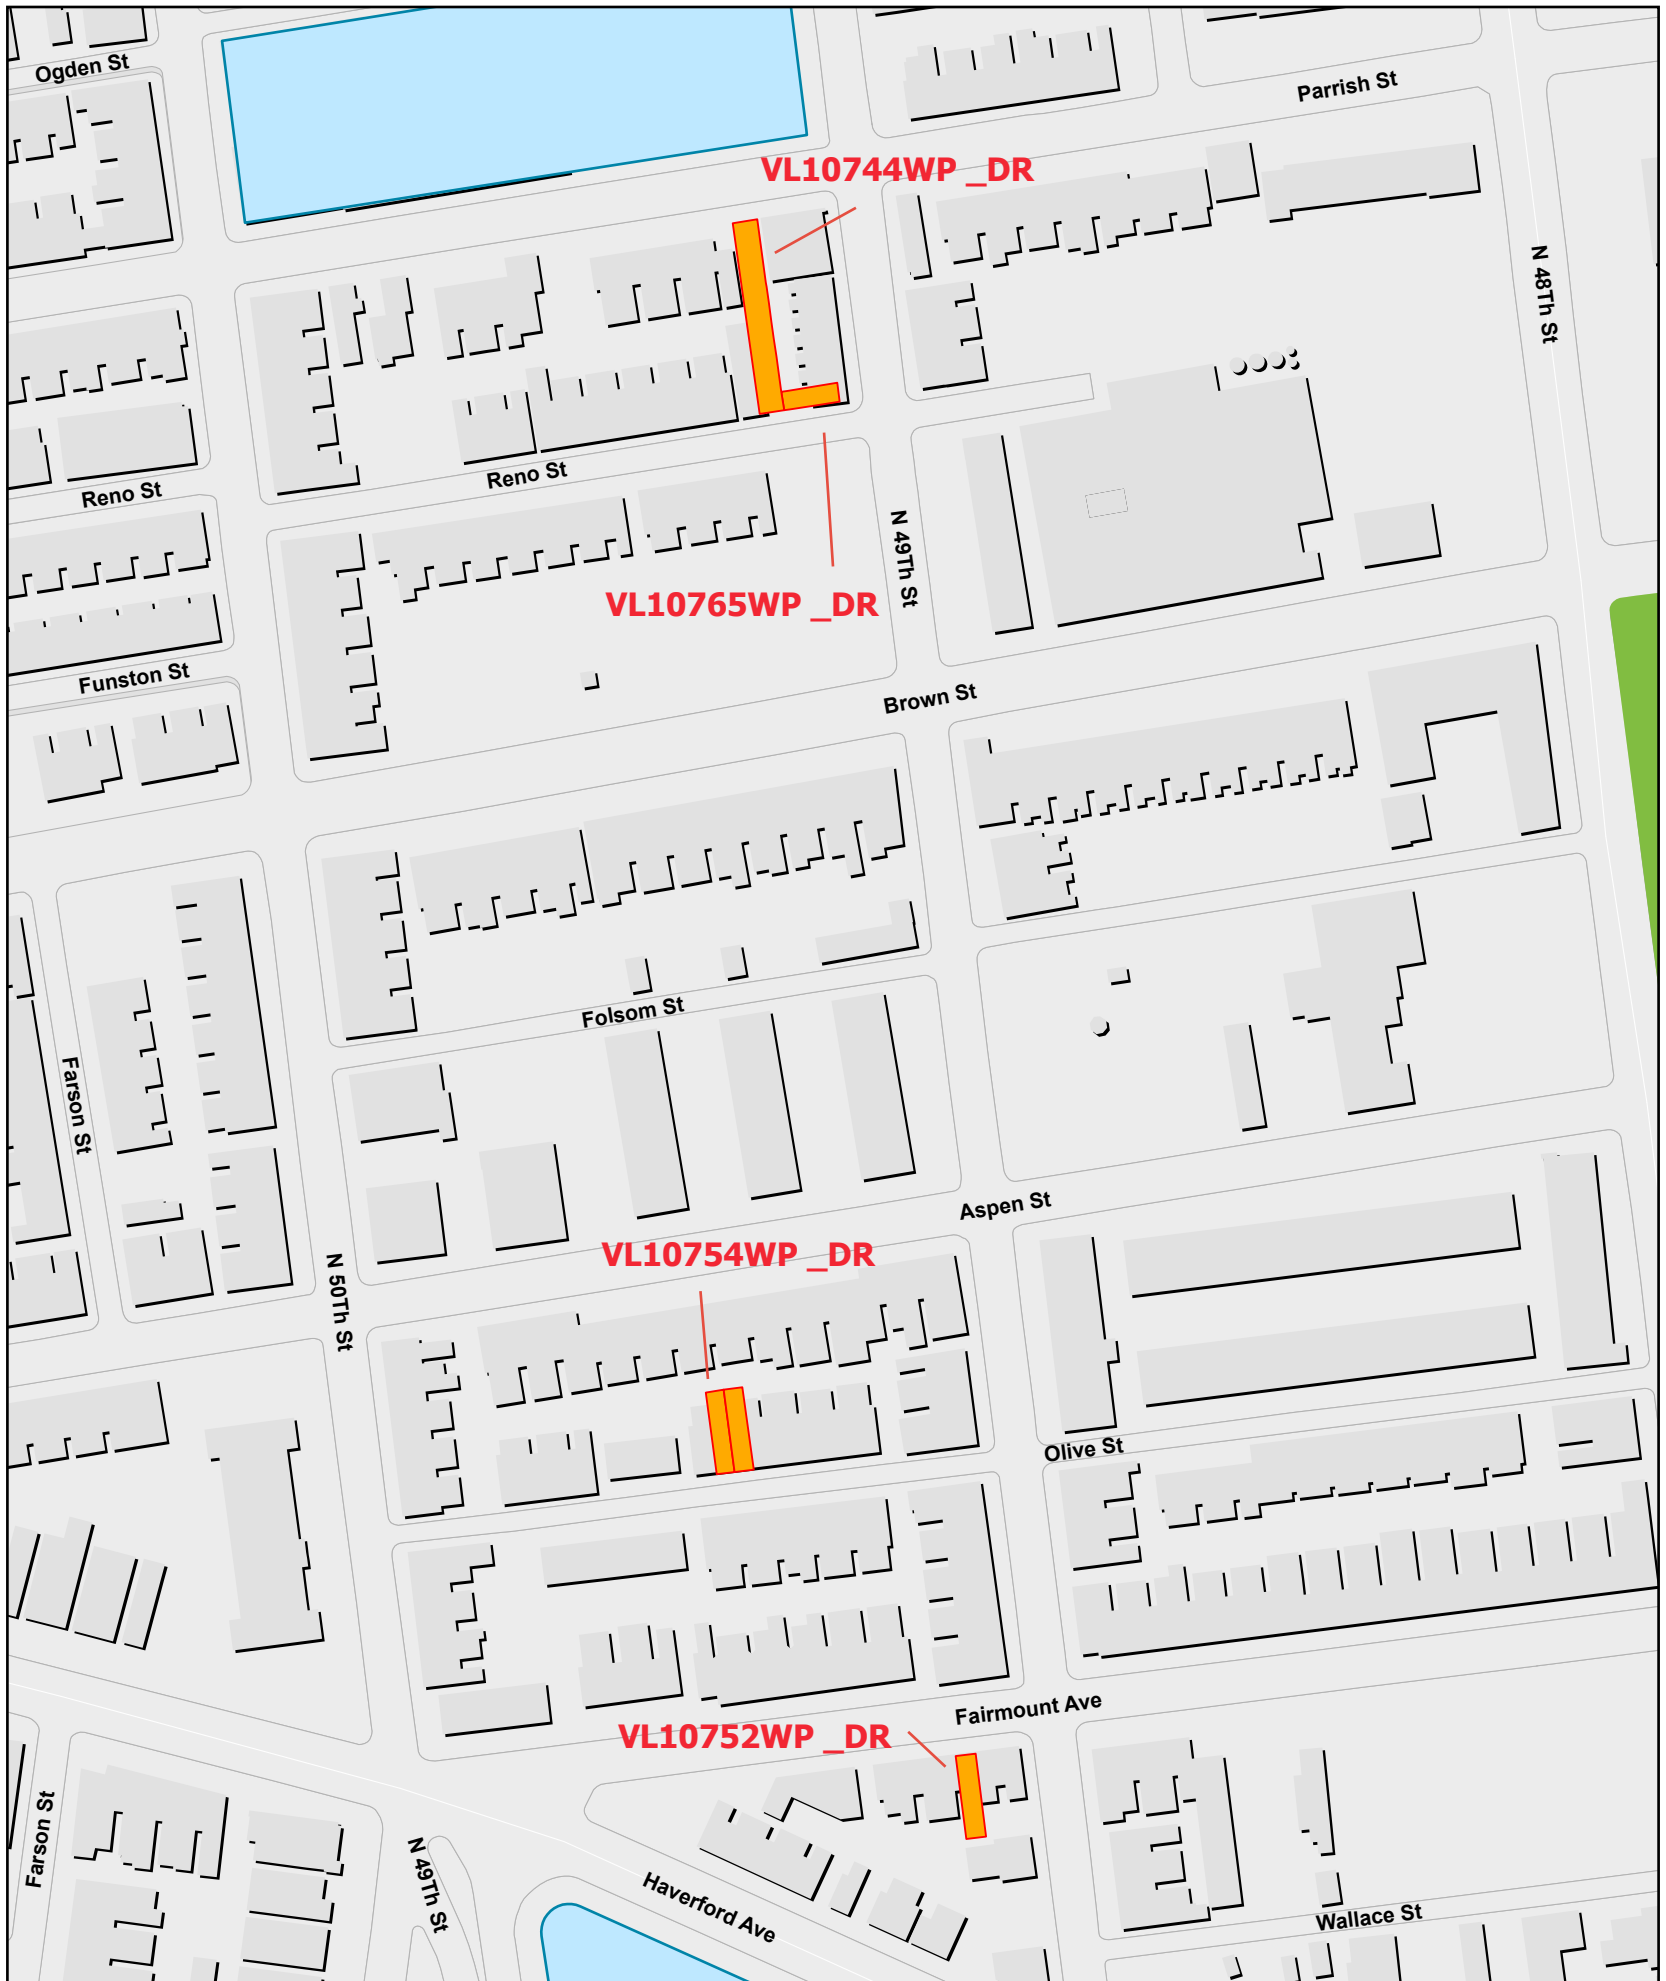 Ogden St
Parrish St
VL10744WP _DR
N 48Th St
Reno St
Reno St
N 49Th St
VL10765WP _DR
Funston St
Brown St
Folsom St
Farson St
Aspen St
VL10754WP _DR
N 50Th St
Olive St
Fairmount Ave
VL10752WP _DR
Farson St
N 49Th St
Haverford Ave
Wallace St